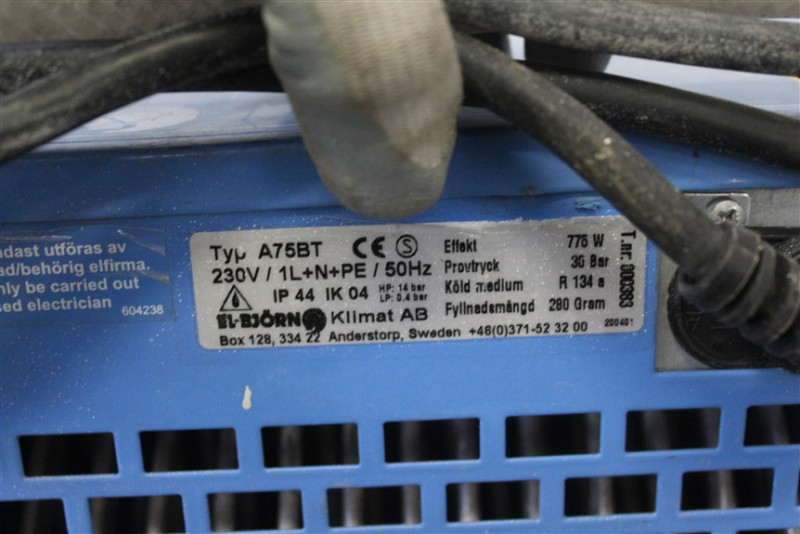 dast utföras av
ad/behörig elfirma.
nly be carried out
sed electrician
604238
Typ A75BT CE S
230V / 1L+N+PE / 50Hz
IP 44 IK 04
HP: 14 bar
LP: 0.4 bar
EL-BJÖRN Klimat AB
Box 128, 334 22 Anderstorp, Sweden +46(0)371-52 32 00
Effekt 775 W
Provtryck 30 Bar
Köld medium R 134 a
Fyllnadsmängd 280 Gram
200401
T.nr. 000383